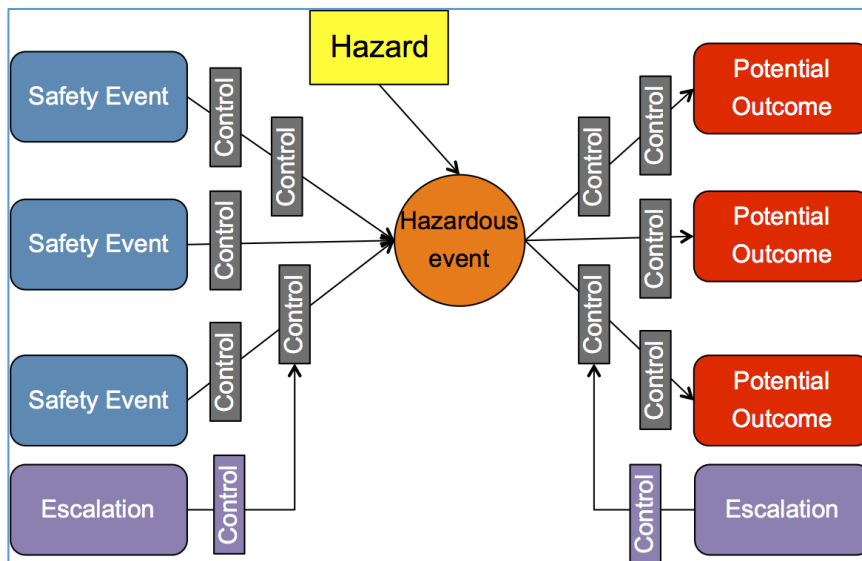 Hazard
Safety Event
Control
Control
Safety Event
Control
Safety Event
Control
Control
Escalation
Control
Hazardous
event
Control
Control
Potential
Outcome
Control
Potential
Outcome
Control
Control
Potential
Outcome
Control
Escalation